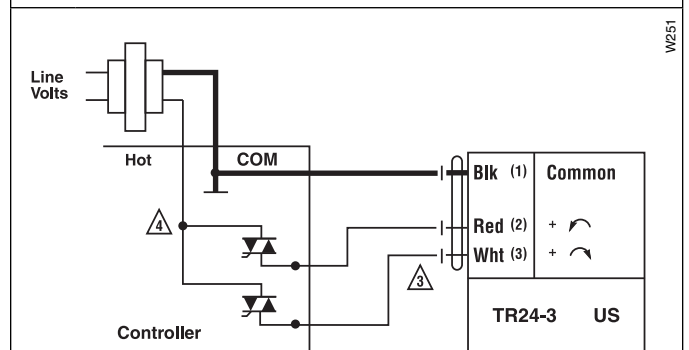 W251
Line
Volts
Hot COM
Blk (1) Common
4
Red (2) +
Wht (3) +
3
TR24-3 US
Controller